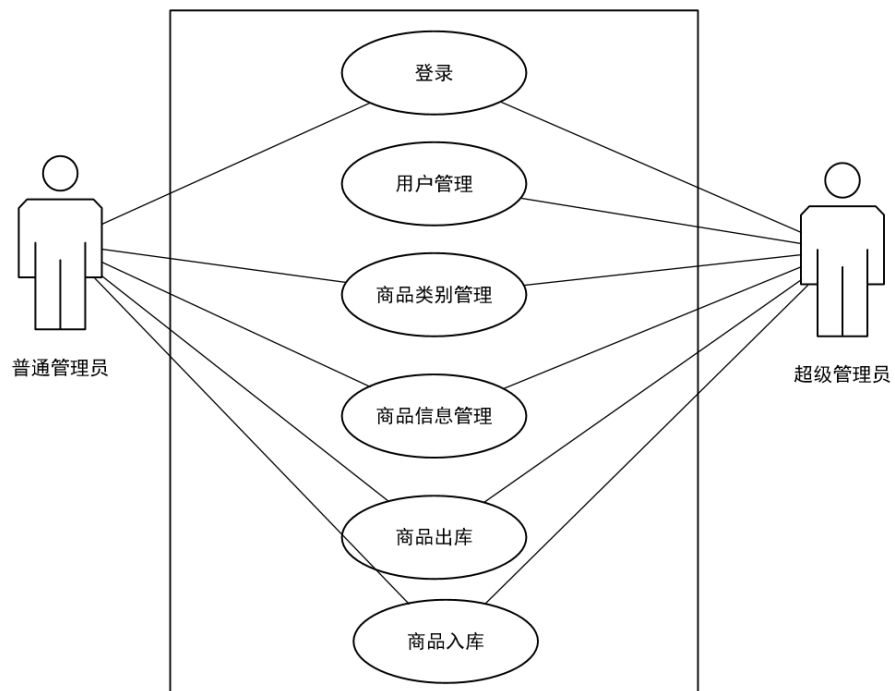 登录
用户管理
商品类别管理
普通管理员
超级管理员
商品信息管理
商品出库
商品入库